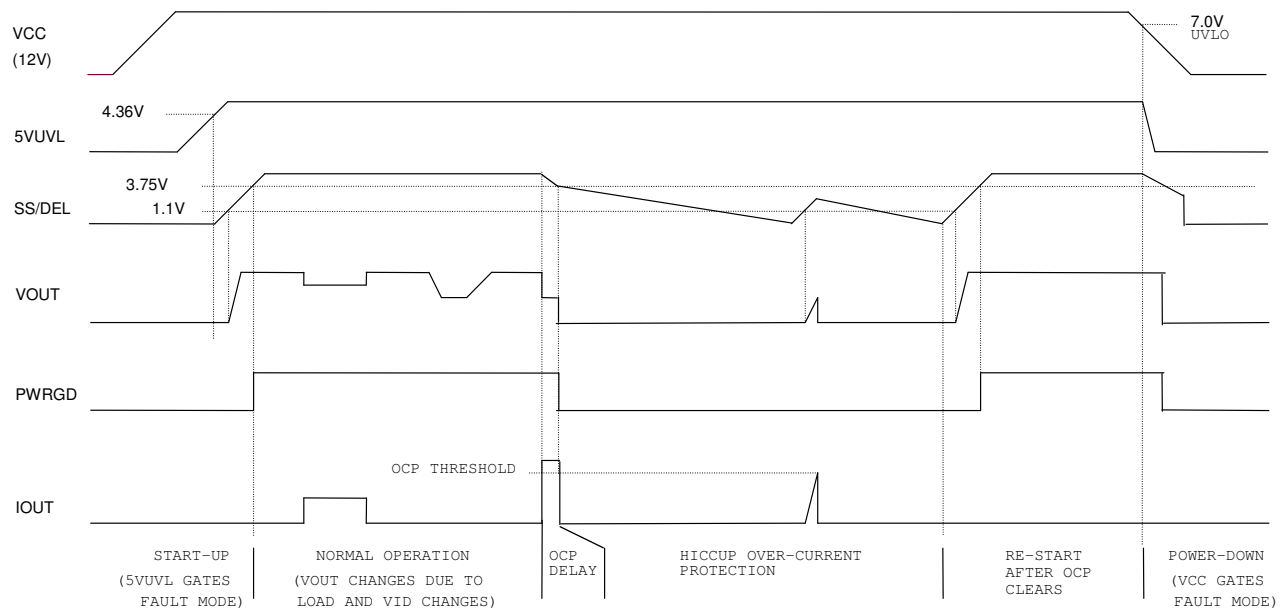 VCC
(12V)
7.0V
UVLO
4.36V
5VUVL
3.75V
SS/DEL
1.1V
VOUT
PWRGD
OCP THRESHOLD
IOUT
START-UP
(5VUVL GATES
FAULT MODE)
NORMAL OPERATION
(VOUT CHANGES DUE TO
LOAD AND VID CHANGES)
OCP
DELAY
HICCUP OVER-CURRENT
PROTECTION
RE-START
AFTER OCP
CLEARS
POWER-DOWN
(VCC GATES
FAULT MODE)